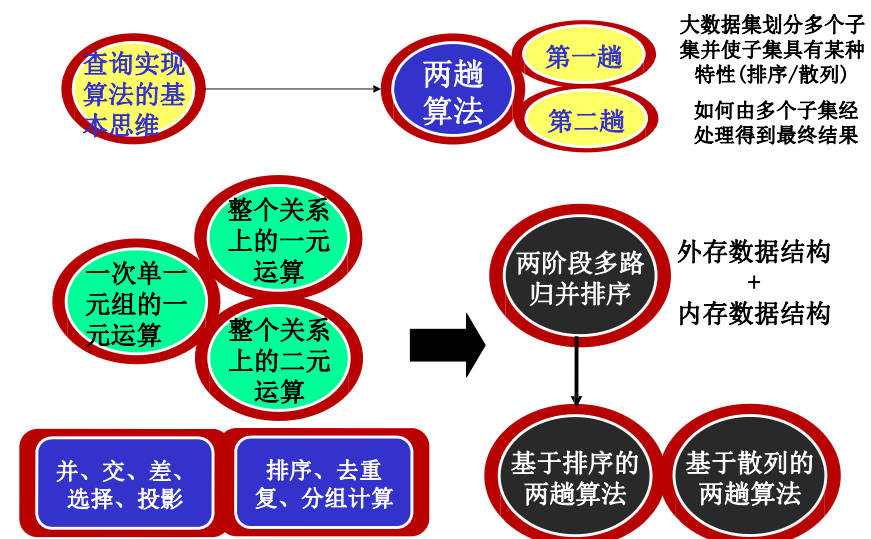 查询实现
算法的基
本思维
两趟
算法
第一趟
第二趟
大数据集划分多个子
集并使子集具有某种
特性(排序/散列)
如何由多个子集经
处理得到最终结果
整个关系
上的一元
运算
一次单一
元组的一
元运算
整个关系
上的二元
运算
两阶段多路
归并排序
外存数据结构
+
内存数据结构
并、交、差、
选择、投影
排序、去重
复、分组计算
基于排序的
两趟算法
基于散列的
两趟算法